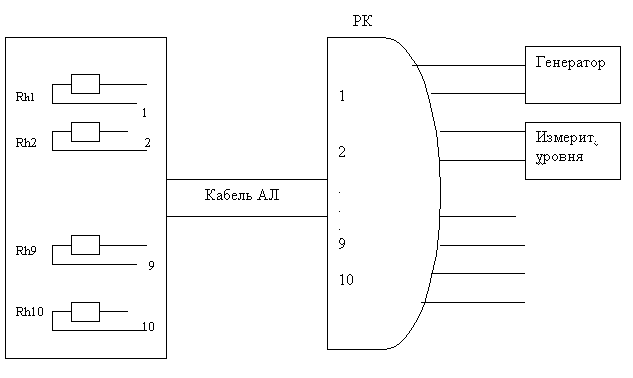 РК
Генератор
Rh1
1
1
Измерит.
уровня
Rh2
2
2
Кабель АЛ
.
.
.
Rh9
9
9
Rh10
10
10